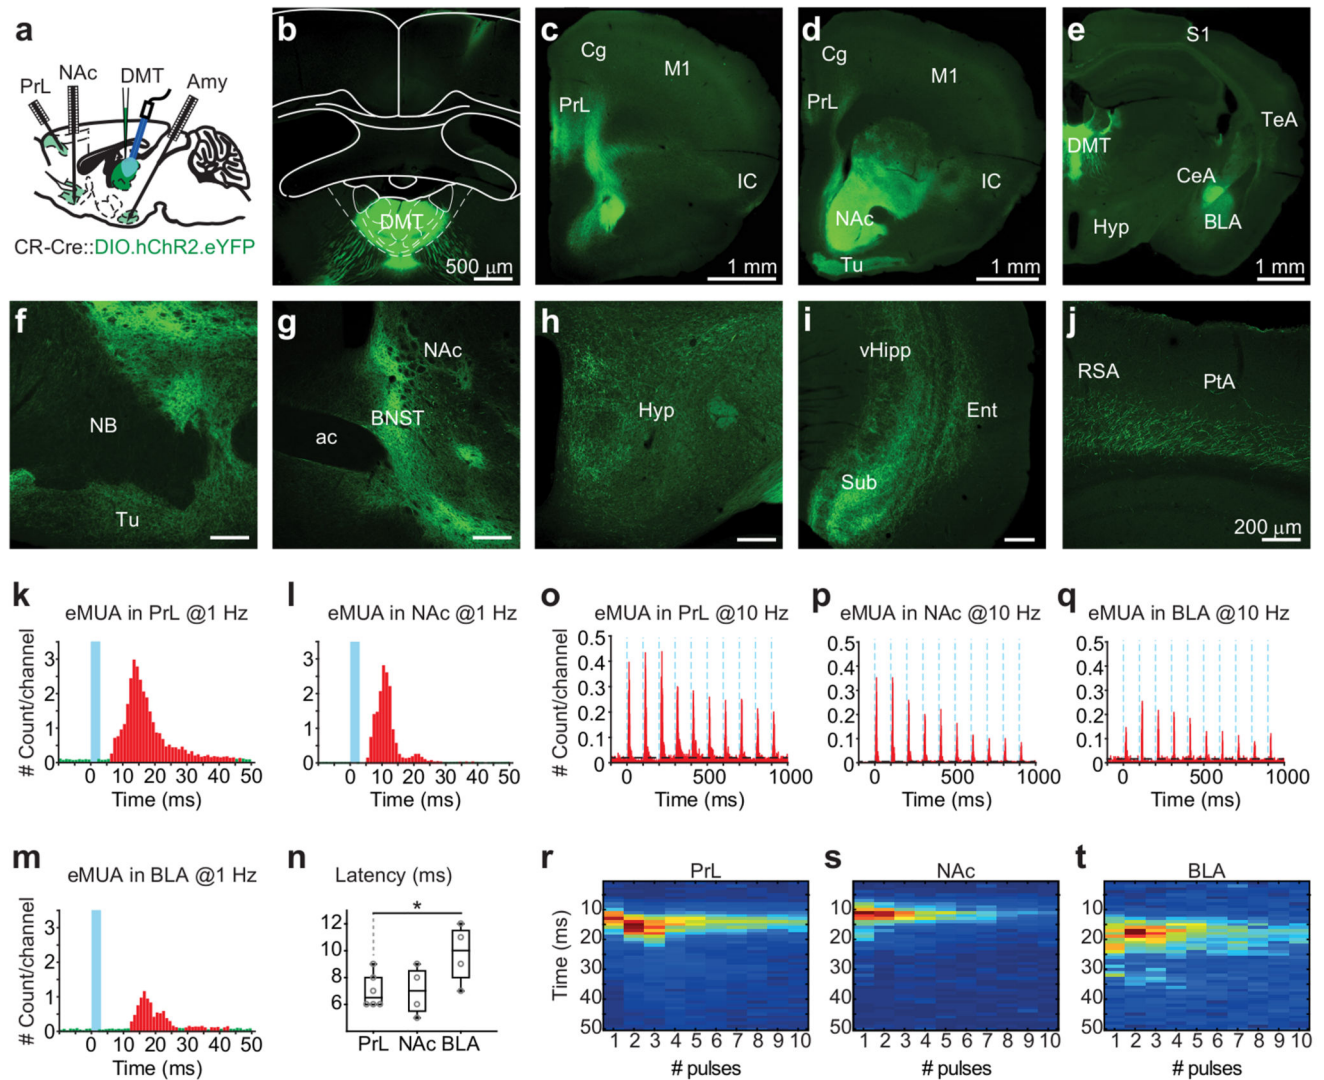 a
PrL
NAc
DMT
Amy
CR-Cre::DIO.hChR2.eYFP
b
DMT
500 µm
c
Cg
M1
PrL
IC
1 mm
d
Cg
M1
PrL
IC
NAc
Tu
1 mm
e
S1
TeA
DMT
CeA
Hyp
BLA
1 mm
f
NB
Tu
g
NAc
BNST
ac
h
Hyp
i
vHipp
Ent
Sub
j
RSA
PtA
200 µm
k
eMUA in PrL @1 Hz
# Count/channel
3
2
1
0
0 10 20 30 40 50
Time (ms)
l
eMUA in NAc @1 Hz
3
2
1
0
0 10 20 30 40 50
Time (ms)
o
eMUA in PrL @10 Hz
# Count/channel
0.5
0.4
0.3
0.2
0.1
0
0 500 1000
Time (ms)
p
eMUA in NAc @10 Hz
0.5
0.4
0.3
0.2
0.1
0
0 500 1000
Time (ms)
q
eMUA in BLA @10 Hz
0.5
0.4
0.3
0.2
0.1
0
0 500 1000
Time (ms)
m
eMUA in BLA @1 Hz
# Count/channel
3
2
1
0
0 10 20 30 40 50
Time (ms)
n
Latency (ms)
*
12
10
8
6
PrL NAc BLA
r
PrL
Time (ms)
10
20
30
40
50
1 2 3 4 5 6 7 8 9 10
# pulses
s
NAc
10
20
30
40
50
1 2 3 4 5 6 7 8 9 10
# pulses
t
BLA
10
20
30
40
50
1 2 3 4 5 6 7 8 9 10
# pulses